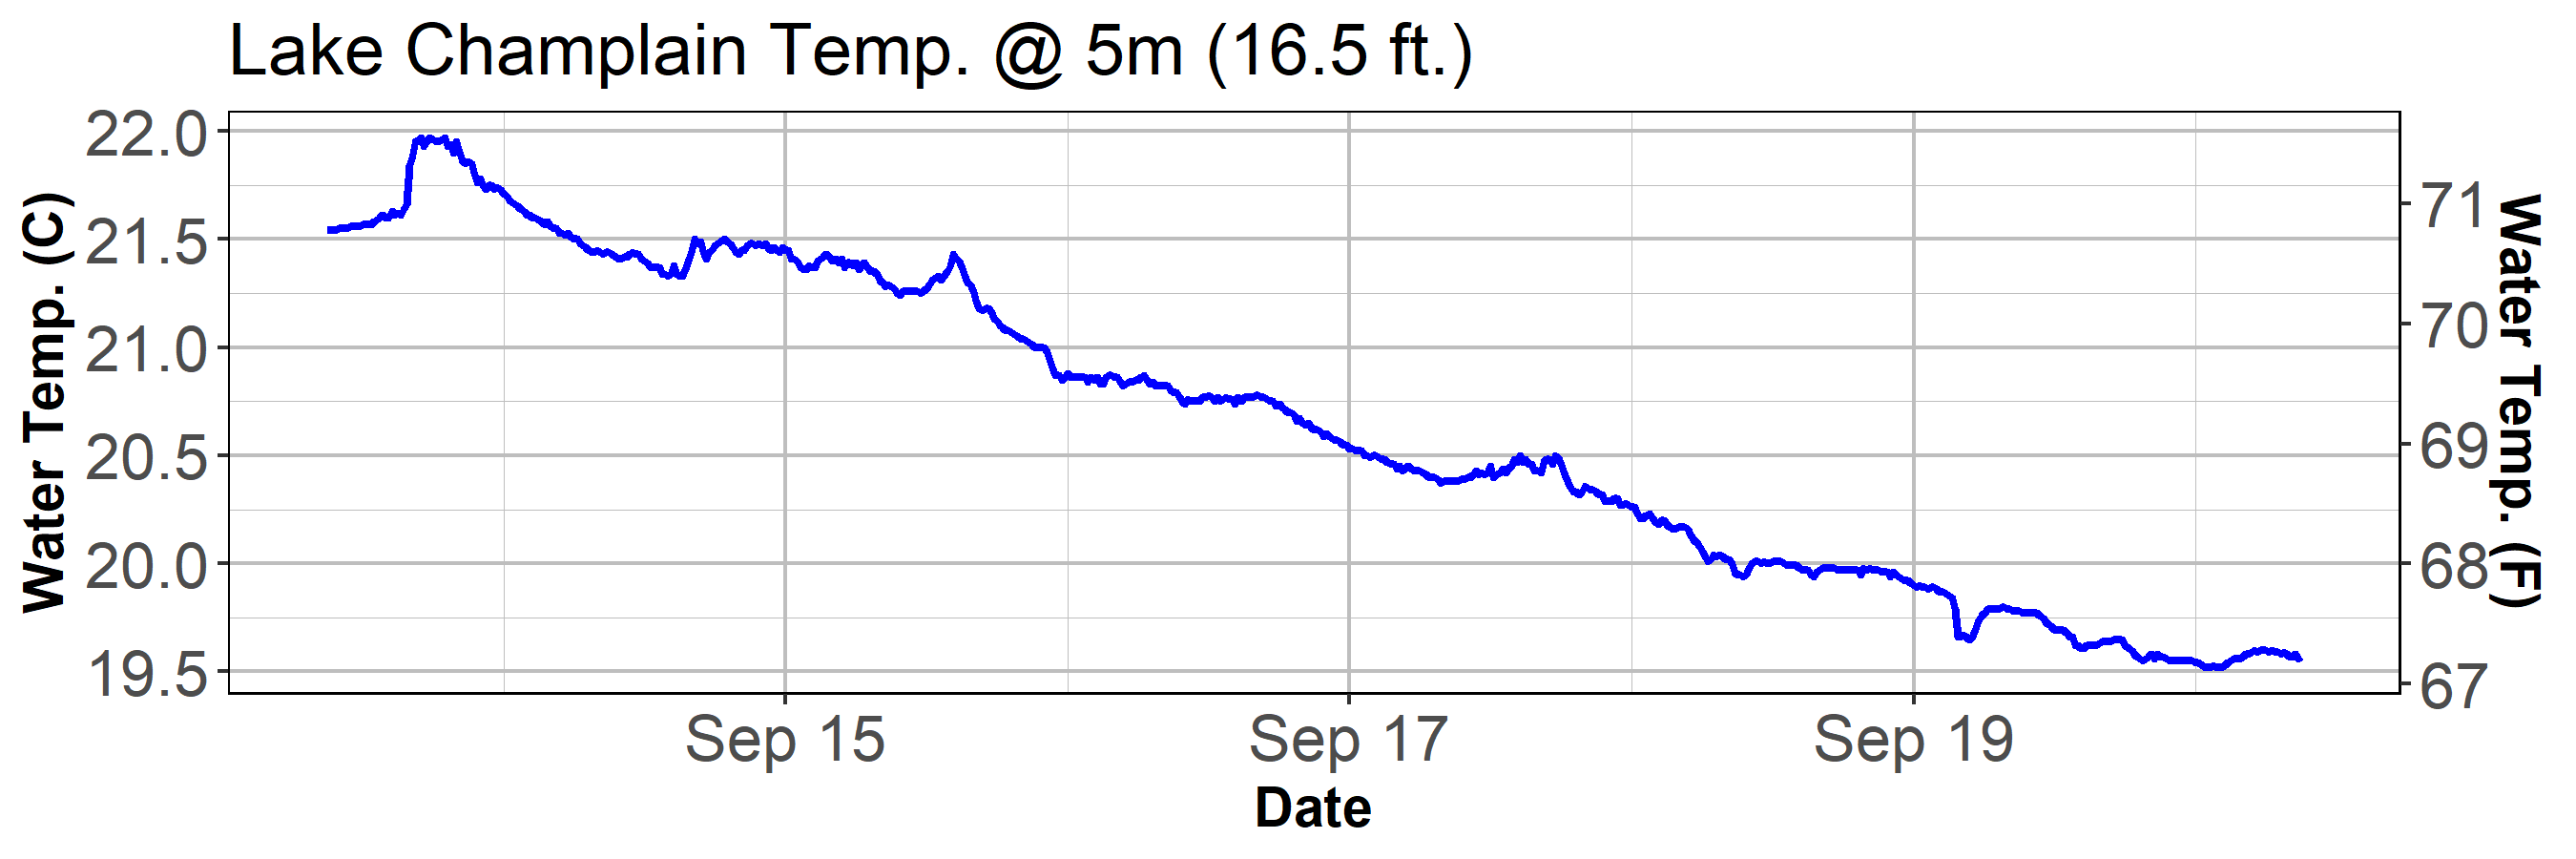 Lake Champlain Temp. @ 5m (16.5 ft.)
Water Temp. (C)
22.0
21.5
21.0
20.5
20.0
19.5
71
70
69
68
67
Water Temp. (F)
Sep 15 Sep 17 Sep 19
Date